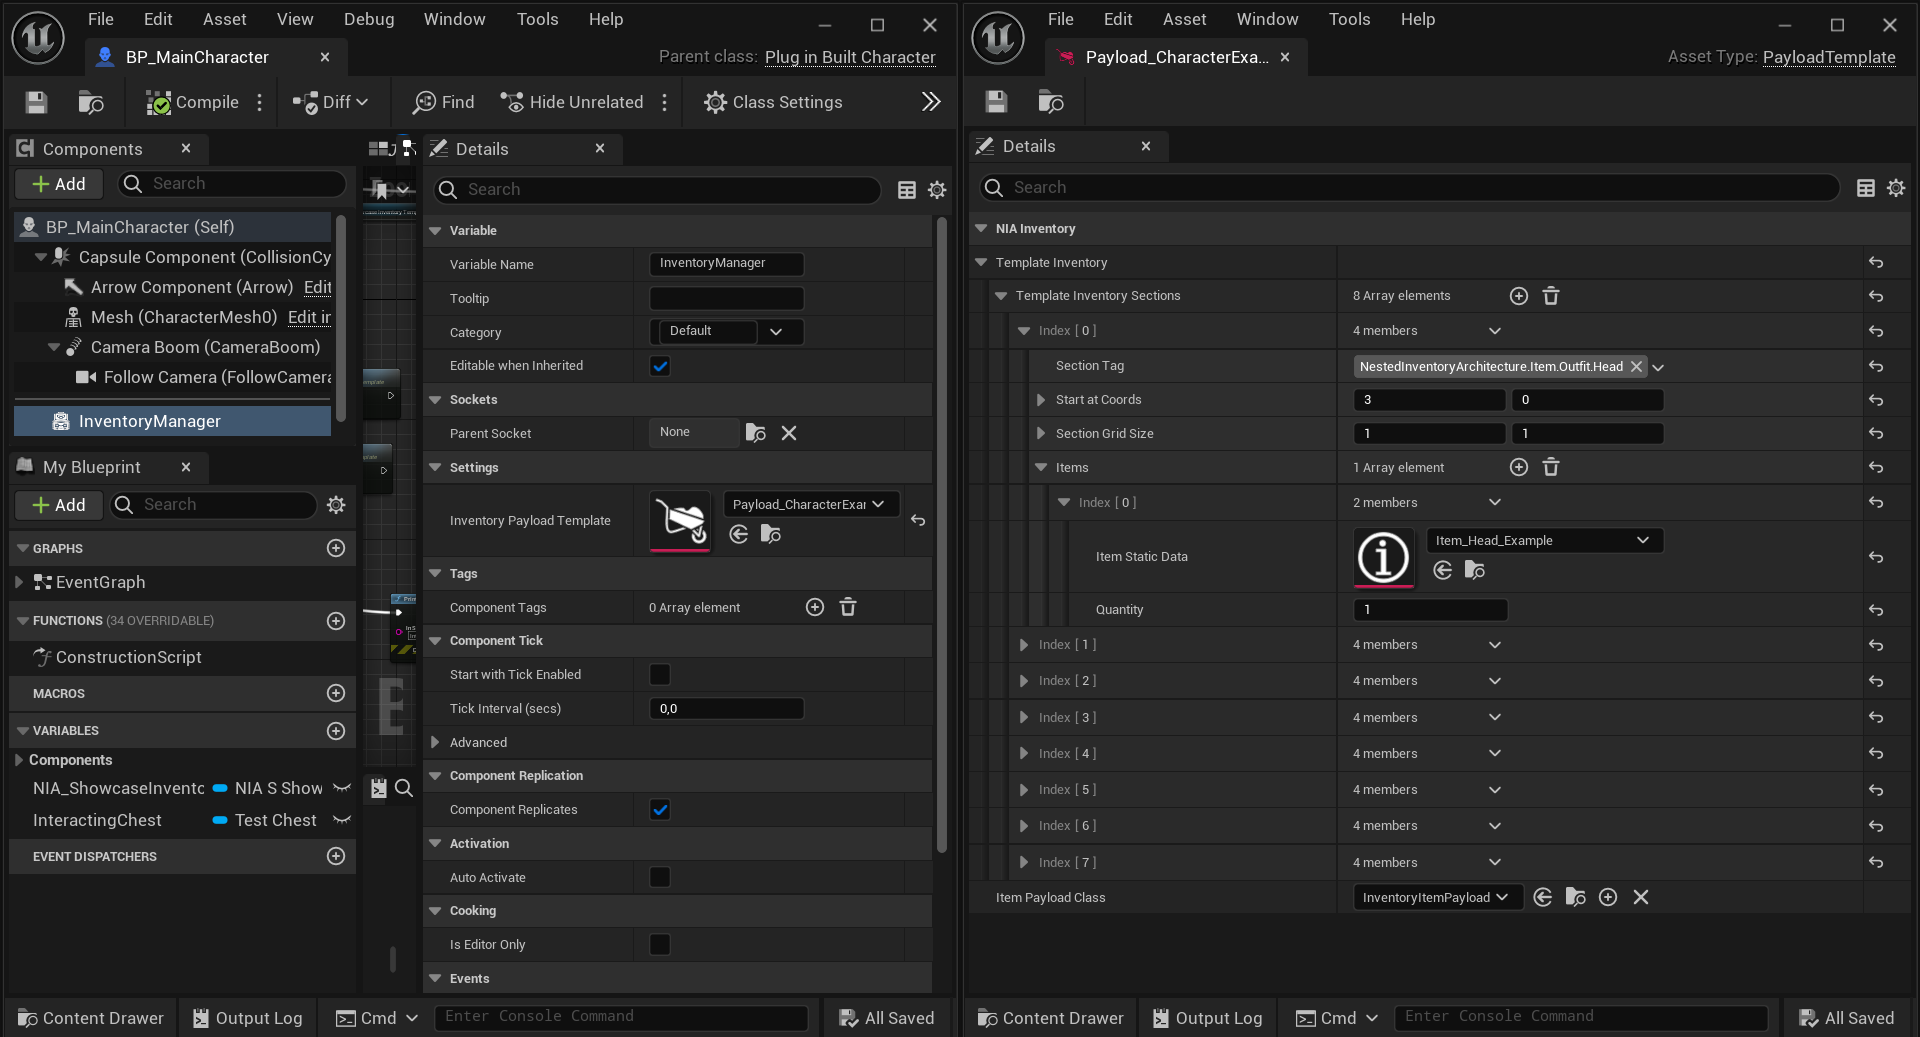 File Edit Asset View Debug Window Tools Help
BP_MainCharacter
Parent class: Plug in Built Character
Compile
Diff
Find
Hide Unrelated
Class Settings
Components
Add
Search
BP_MainCharacter (Self)
Capsule Component (CollisionCy
Arrow Component (Arrow) Edit
Mesh (CharacterMesh0) Edit in
Camera Boom (CameraBoom)
Follow Camera (FollowCamera
InventoryManager
My Blueprint
Add
Search
GRAPHS
EventGraph
FUNCTIONS (34 OVERRIDABLE)
ConstructionScript
MACROS
VARIABLES
Components
NIA_ShowcaseInvento NIA S Show
InteractingChest Test Chest
EVENT DISPATCHERS
Details
Search
Variable
Variable Name InventoryManager
Tooltip
Category Default
Editable when Inherited
Sockets
Parent Socket None
Settings
Inventory Payload Template Payload_CharacterExar
Tags
Component Tags 0 Array element
Component Tick
Start with Tick Enabled
Tick Interval (secs) 0,0
Advanced
Component Replication
Component Replicates
Activation
Auto Activate
Cooking
Is Editor Only
Events
Content Drawer
Output Log
Cmd
Enter Console Command
All Saved
File Edit Asset Window Tools Help
Payload_CharacterExa...
Asset Type: PayloadTemplate
Details
Search
NIA Inventory
Template Inventory
Template Inventory Sections 8 Array elements
Index [ 0 ] 4 members
Section Tag NestedInventoryArchitecture.Item.Outfit.Head
Start at Coords 3 0
Section Grid Size 1 1
Items 1 Array element
Index [ 0 ] 2 members
Item Static Data Item_Head_Example
Quantity 1
Index [ 1 ] 4 members
Index [ 2 ] 4 members
Index [ 3 ] 4 members
Index [ 4 ] 4 members
Index [ 5 ] 4 members
Index [ 6 ] 4 members
Index [ 7 ] 4 members
Item Payload Class InventoryItemPayload
Content Drawer
Output Log
Cmd
Enter Console Command
All Saved